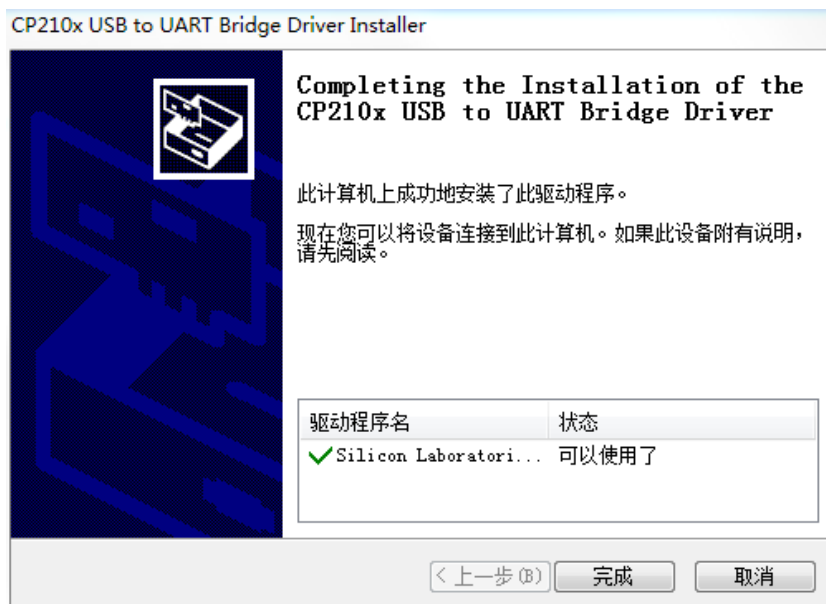 CP210x USB to UART Bridge Driver Installer
Completing the Installation of the
CP210x USB to UART Bridge Driver
此计算机上成功地安装了此驱动程序。
现在您可以将设备连接到此计算机。如果此设备附有说明，
请先阅读。
驱动程序名 状态
Silicon Laboratori... 可以使用了
< 上一步(B) 完成 取消